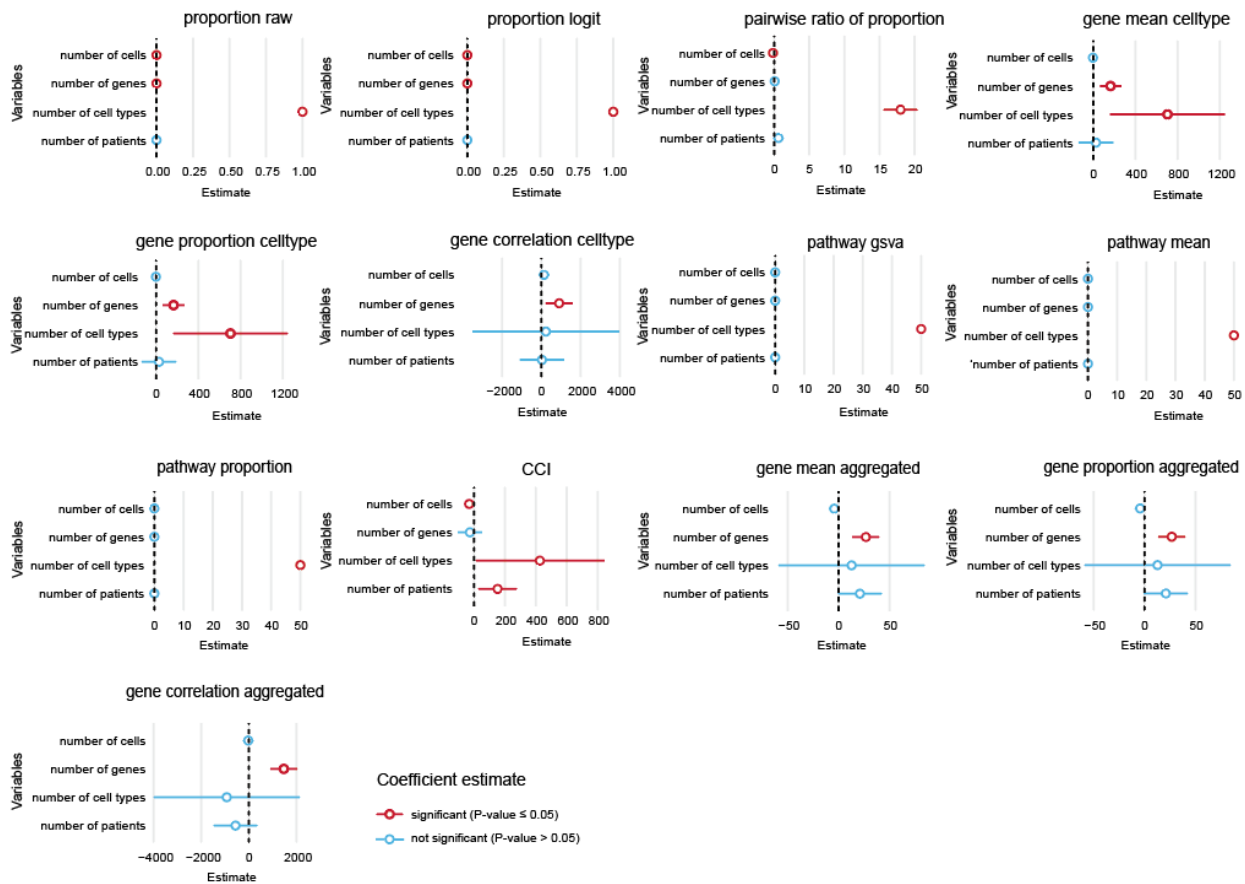 proportion raw
Variables
number of cells
number of genes
number of cell types
number of patients
0.00 0.25 0.50 0.75 1.00
Estimate
proportion logit
Variables
number of cells
number of genes
number of cell types
number of patients
0.00 0.25 0.50 0.75 1.00
Estimate
pairwise ratio of proportion
Variables
number of cells
number of genes
number of cell types
number of patients
0 5 10 15 20
Estimate
gene mean celltype
Variables
number of cells
number of genes
number of cell types
number of patients
0 400 800 1200
Estimate
gene proportion celltype
Variables
number of cells
number of genes
number of cell types
number of patients
0 400 800 1200
Estimate
gene correlation celltype
Variables
number of cells
number of genes
number of cell types
number of patients
−2000 0 2000 4000
Estimate
pathway gsva
Variables
number of cells
number of genes
number of cell types
number of patients
0 10 20 30 40 50
Estimate
pathway mean
Variables
number of cells
number of genes
number of cell types
'number of patients
0 10 20 30 40 50
Estimate
pathway proportion
Variables
number of cells
number of genes
number of cell types
number of patients
0 10 20 30 40 50
Estimate
CCI
Variables
number of cells
number of genes
number of cell types
number of patients
0 200 400 600 800
Estimate
gene mean aggregated
Variables
number of cells
number of genes
number of cell types
number of patients
−50 0 50
Estimate
gene proportion aggregated
Variables
number of cells
number of genes
number of cell types
number of patients
−50 0 50
Estimate
gene correlation aggregated
Variables
number of cells
number of genes
number of cell types
number of patients
−4000 −2000 0 2000
Estimate
Coefficient estimate
significant (P-value ≤ 0.05)
not significant (P-value > 0.05)